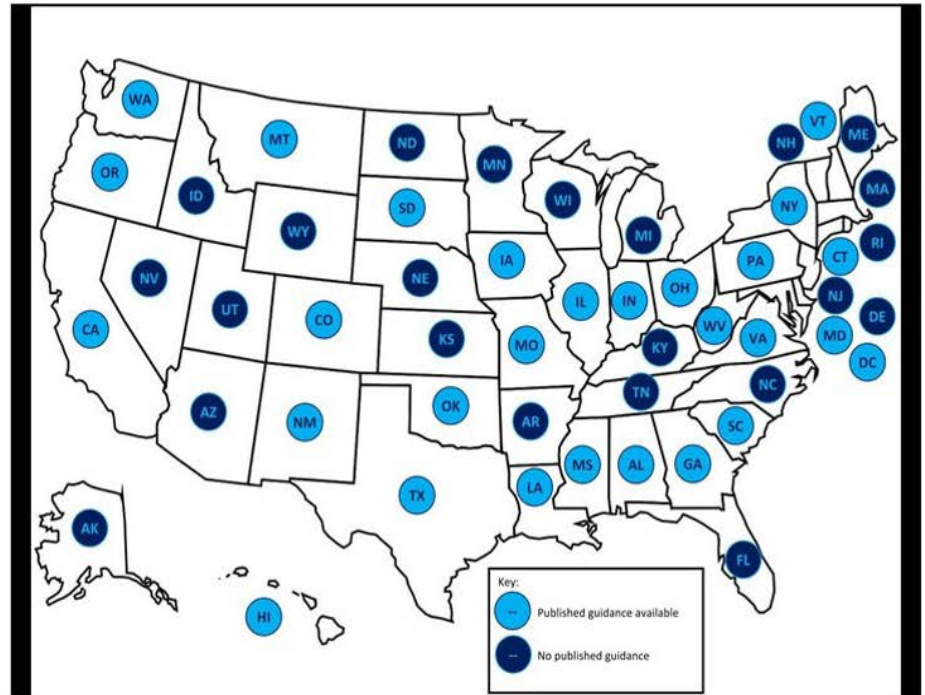 WA
MT
ND
MN
VT
NH
ME
OR
ID
SD
WI
NY
MA
WY
MI
RI
NV
NE
IA
PA
CT
UT
CO
IL
IN
OH
NJ
CA
KS
MO
KY
WV
VA
MD
DE
DC
AZ
NM
OK
AR
TN
NC
SC
TX
LA
MS
AL
GA
AK
FL
HI
Key:
-- Published guidance available
-- No published guidance